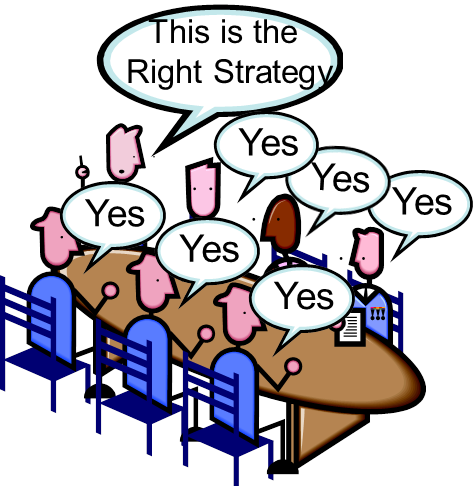 This is the
Right Strategy
Yes
Yes
Yes
Yes
Yes
Yes